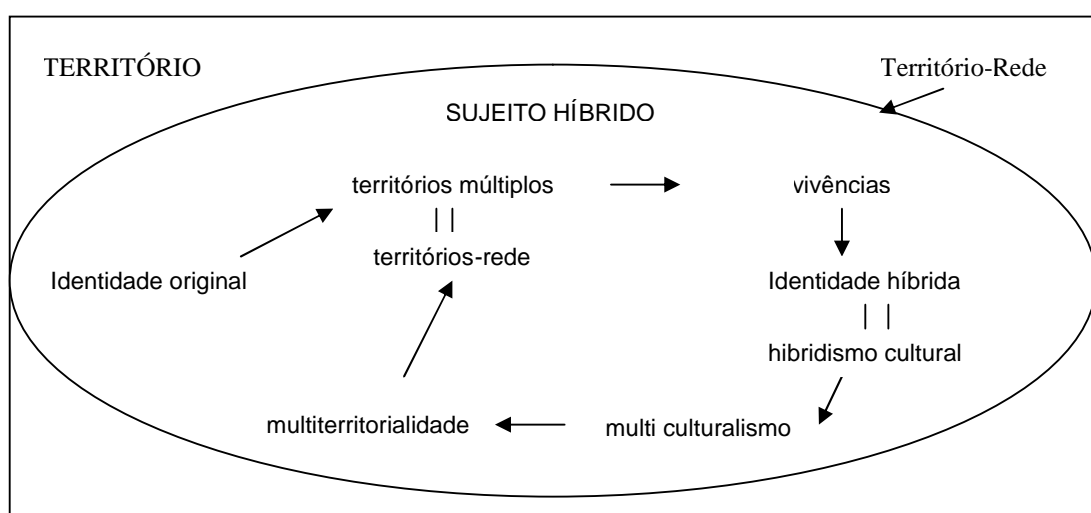 TERRITÓRIO
Território-Rede
SUJEITO HÍBRIDO
territórios múltiplos
vivências
territórios-rede
Identidade original
Identidade híbrida
hibridismo cultural
multiterritorialidade
multi culturalismo